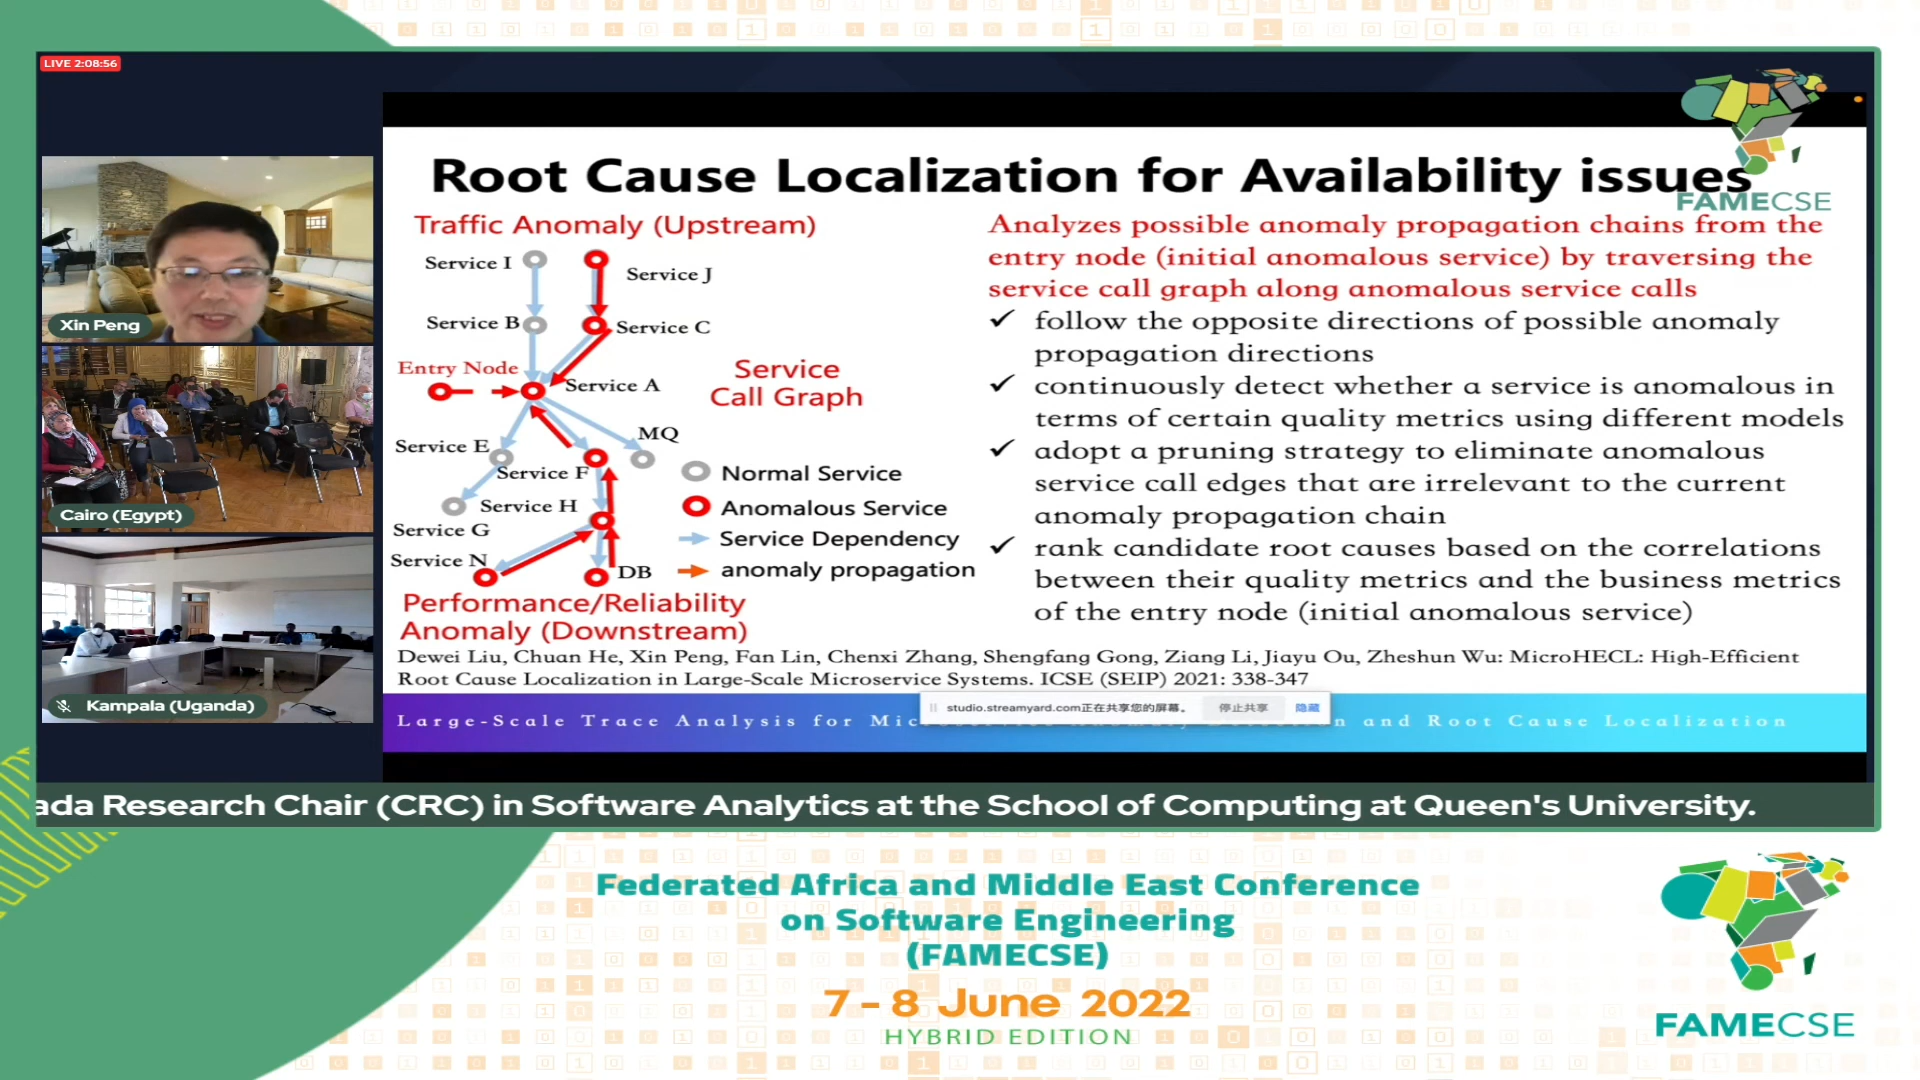 LIVE 2:08:56
FAMECSE
Xin Peng
Cairo (Egypt)
Kampala (Uganda)
Root Cause Localization for Availability issues
Traffic Anomaly (Upstream)
Service I
Service J
Service B
Service C
Entry Node
Service A
Service
Call Graph
Service E
MQ
Service F
Service H
Service G
Service N
DB
Normal Service
Anomalous Service
Service Dependency
anomaly propagation
Performance/Reliability
Anomaly (Downstream)
Analyzes possible anomaly propagation chains from the
entry node (initial anomalous service) by traversing the
service call graph along anomalous service calls
✓ follow the opposite directions of possible anomaly
propagation directions
✓ continuously detect whether a service is anomalous in
terms of certain quality metrics using different models
✓ adopt a pruning strategy to eliminate anomalous
service call edges that are irrelevant to the current
anomaly propagation chain
✓ rank candidate root causes based on the correlations
between their quality metrics and the business metrics
of the entry node (initial anomalous service)
Dewei Liu, Chuan He, Xin Peng, Fan Lin, Chenxi Zhang, Shengfang Gong, Ziang Li, Jiayu Ou, Zheshun Wu: MicroHECL: High-Efficient
Root Cause Localization in Large-Scale Microservice Systems. ICSE (SEIP) 2021: 338-347
Large-Scale Trace Analysis for Mic
n and Root Cause Localization
studio.streamyard.com正在共享您的屏幕。 停止共享 隐藏
ada Research Chair (CRC) in Software Analytics at the School of Computing at Queen's University.
Federated Africa and Middle East Conference
on Software Engineering
(FAMECSE)
7 - 8 June 2022
HYBRID EDITION
FAMECSE